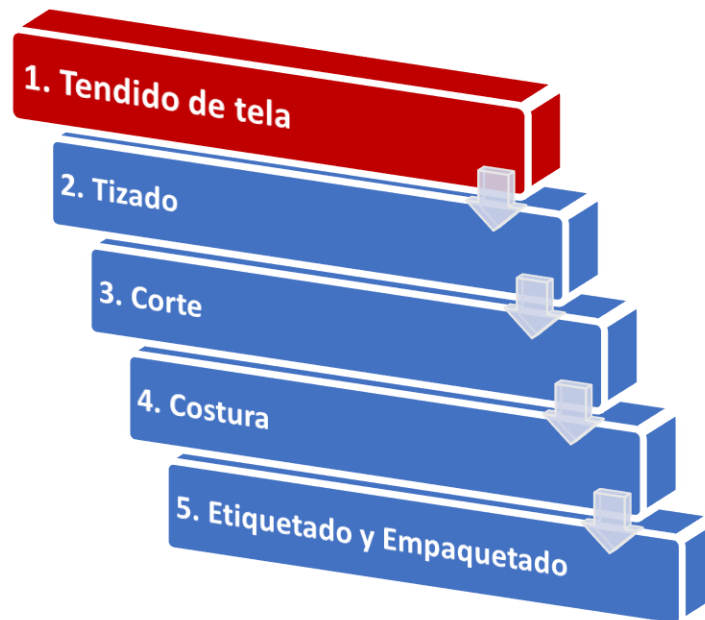 1. Tendido de tela
2. Tizado
3. Corte
4. Costura
5. Etiquetado y Empaquetado